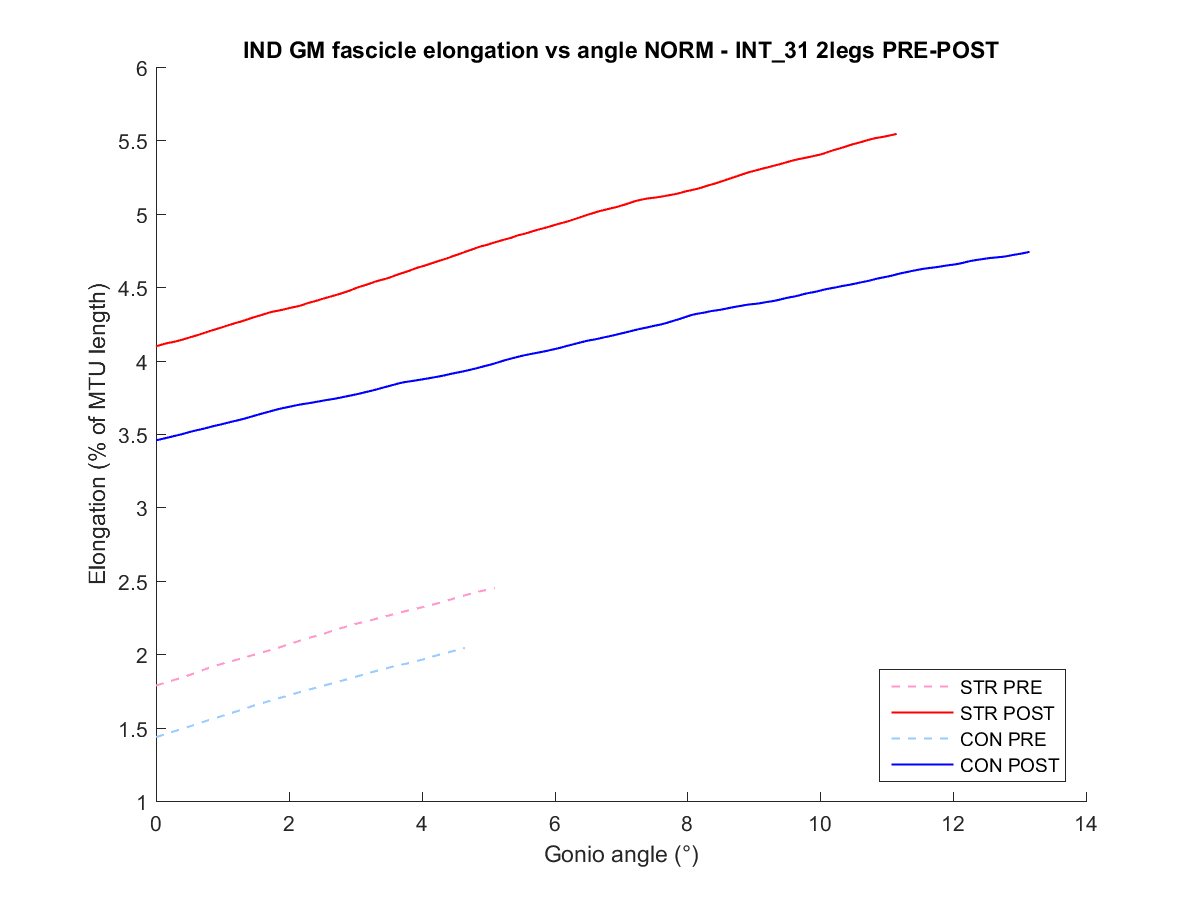 IND GM fascicle elongation vs angle NORM - INT_31 2legs PRE-POST
6
5.5
5
4.5
4
3.5
3
2.5
2
1.5
1
Elongation (% of MTU length)
0
2
4
6
8
10
12
14
Gonio angle (°)
STR PRE
STR POST
CON PRE
CON POST